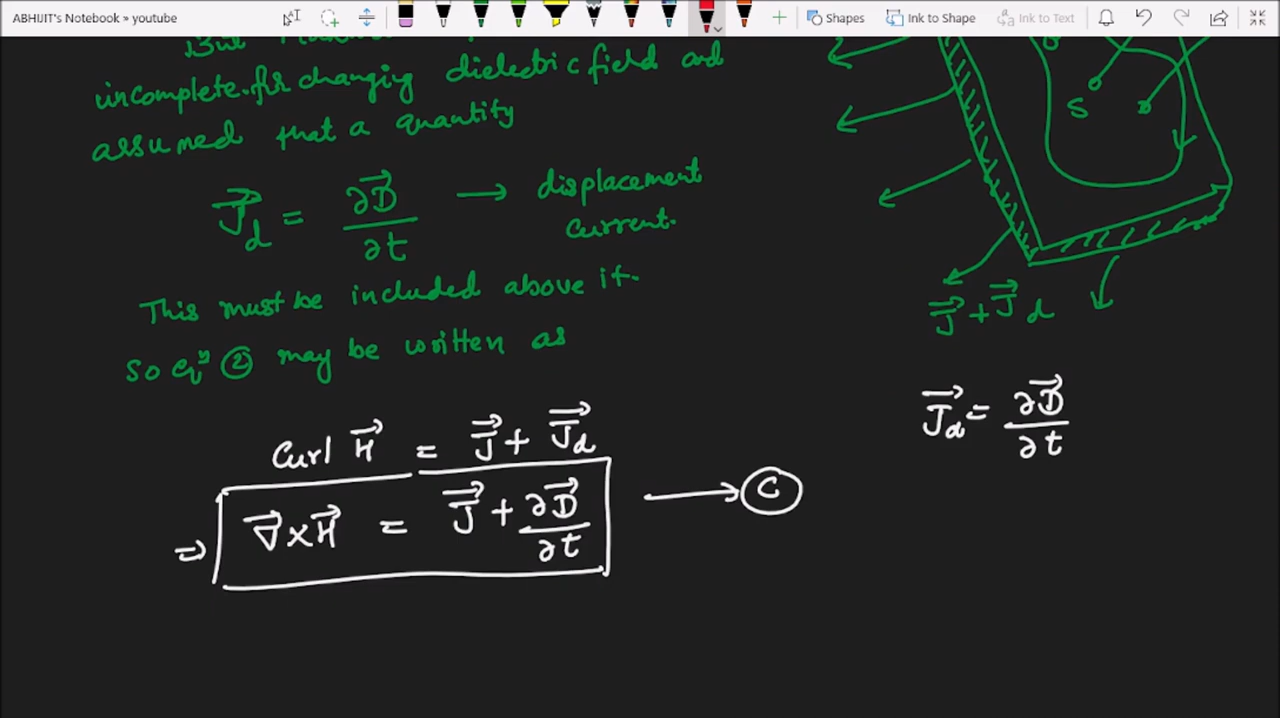 ABHIJIT's Notebook » youtube
Shapes
Ink to Shape
Ink to Text
But
incomplete. for changing dielectric field and
assumed that a quantity
J⃗d = ∂D⃗/∂t → displacement
current.
This must be included above it.
So eqⁿ ② may be written as
Curl H⃗ = J⃗ + J⃗d
⇒ ∇⃗×H⃗ = J⃗ + ∂D⃗/∂t → Ⓒ
S
J⃗ + J⃗d
J⃗d = ∂D⃗/∂t